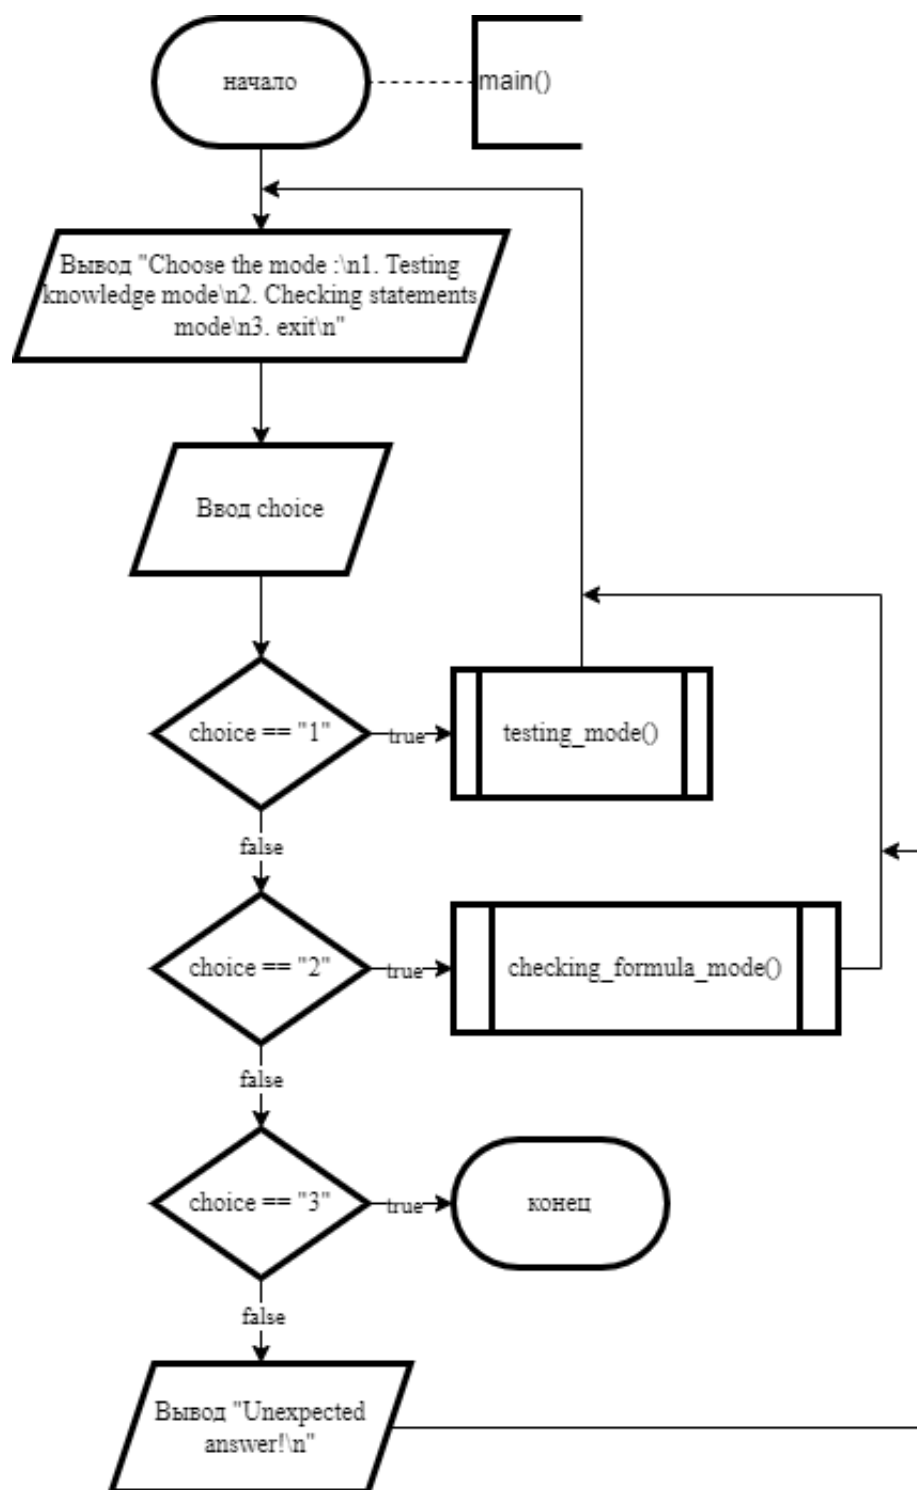 начало
main()
Вывод "Choose the mode :\n1. Testing
knowledge mode\n2. Checking statements
mode\n3. exit\n"
Ввод choice
choice == "1"
true
testing_mode()
false
choice == "2"
true
checking_formula_mode()
false
choice == "3"
true
конец
false
Вывод "Unexpected
answer!\n"